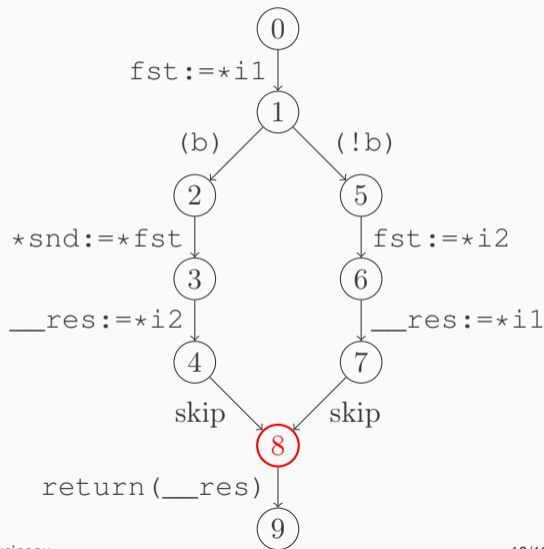 0
fst:=*i1
1
(b) (!b)
2 5
*snd:=*fst fst:=*i2
3 6
__res:=*i2 __res:=*i1
4 7
skip skip
8
return(__res)
9